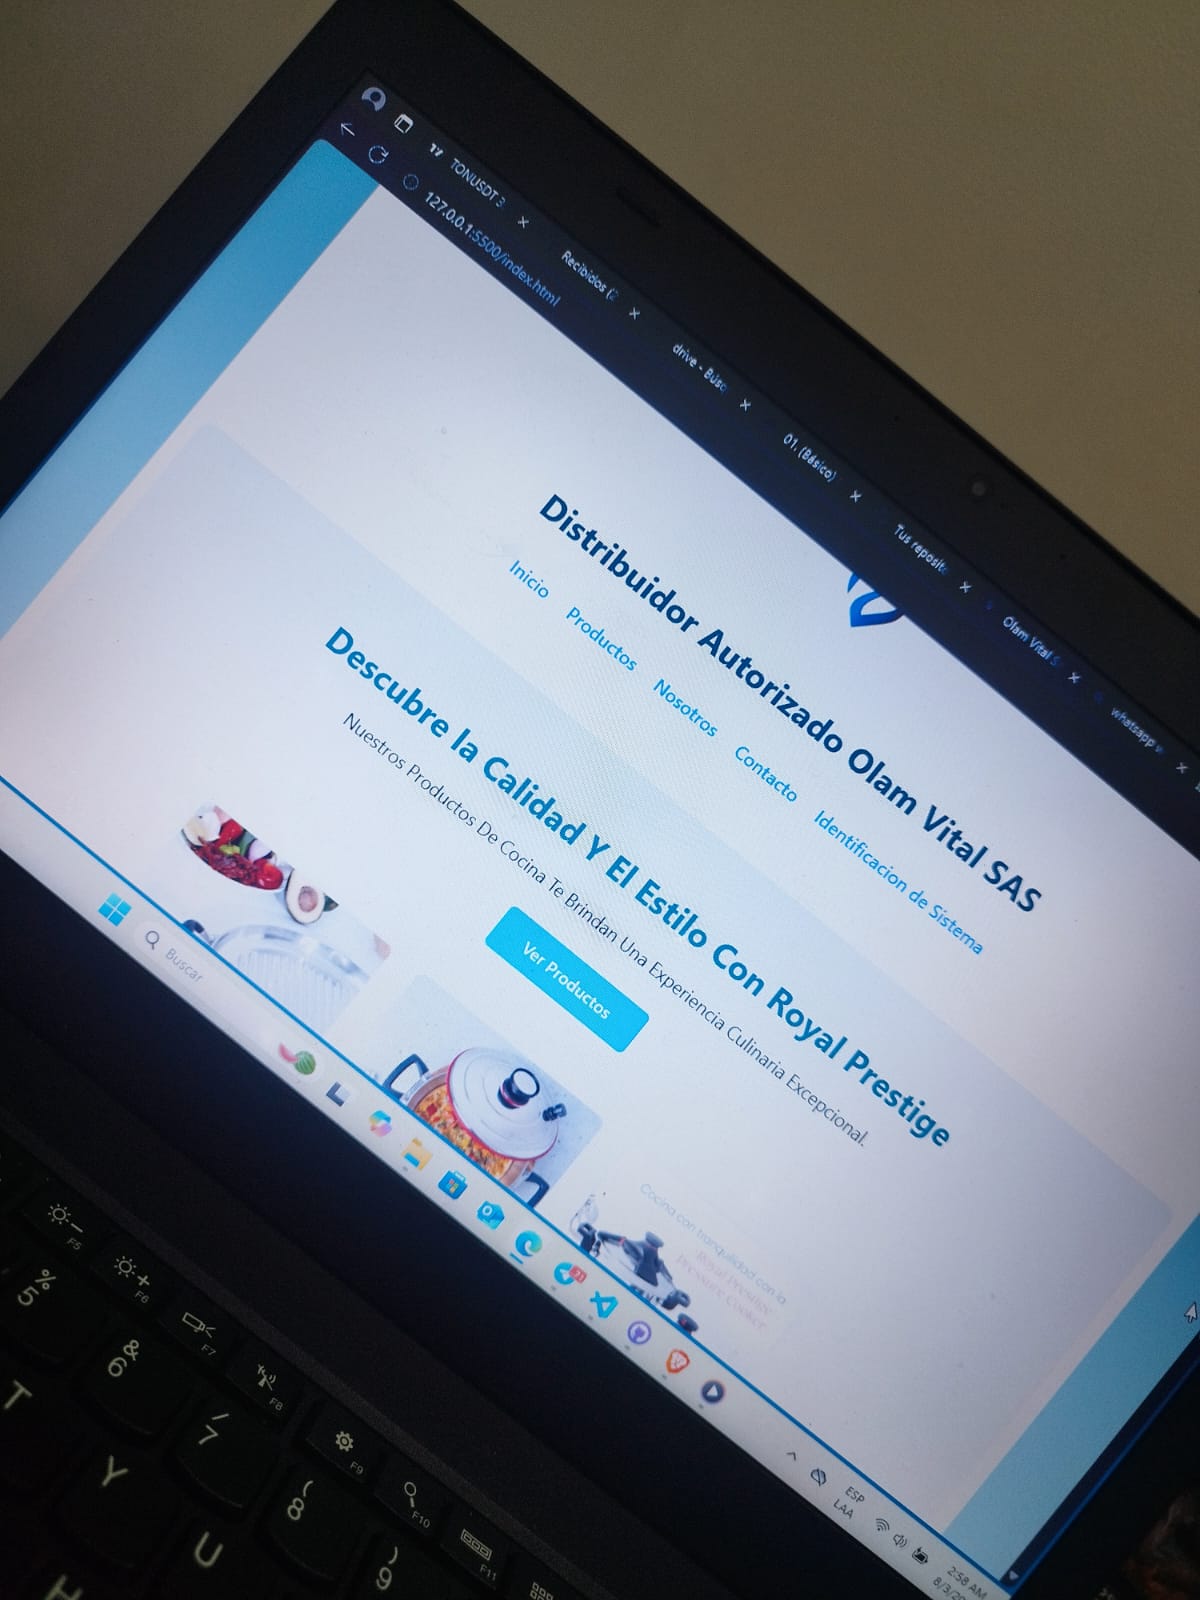 TONUSDT 3
Recibidos (2
drive - Búsq
01. (Básico)
Tus reposit
Olam Vital S
whatsapp w
127.0.0.1:5500/index.html
Distribuidor Autorizado Olam Vital SAS
Inicio Productos Nosotros Contacto Identificacion de Sistema
Descubre la Calidad Y El Estilo Con Royal Prestige
Nuestros Productos De Cocina Te Brindan Una Experiencia Culinaria Excepcional.
Ver Productos
Cocina con tranquilidad con la
Royal Prestige
Pressure Cooker
Buscar
ESP
LAA
2:58 AM
8/3/20
F5 F6 F7 F8 F9 F10 F11
% 5 & 6 / 7 ( 8 ) 9
T Y U
H